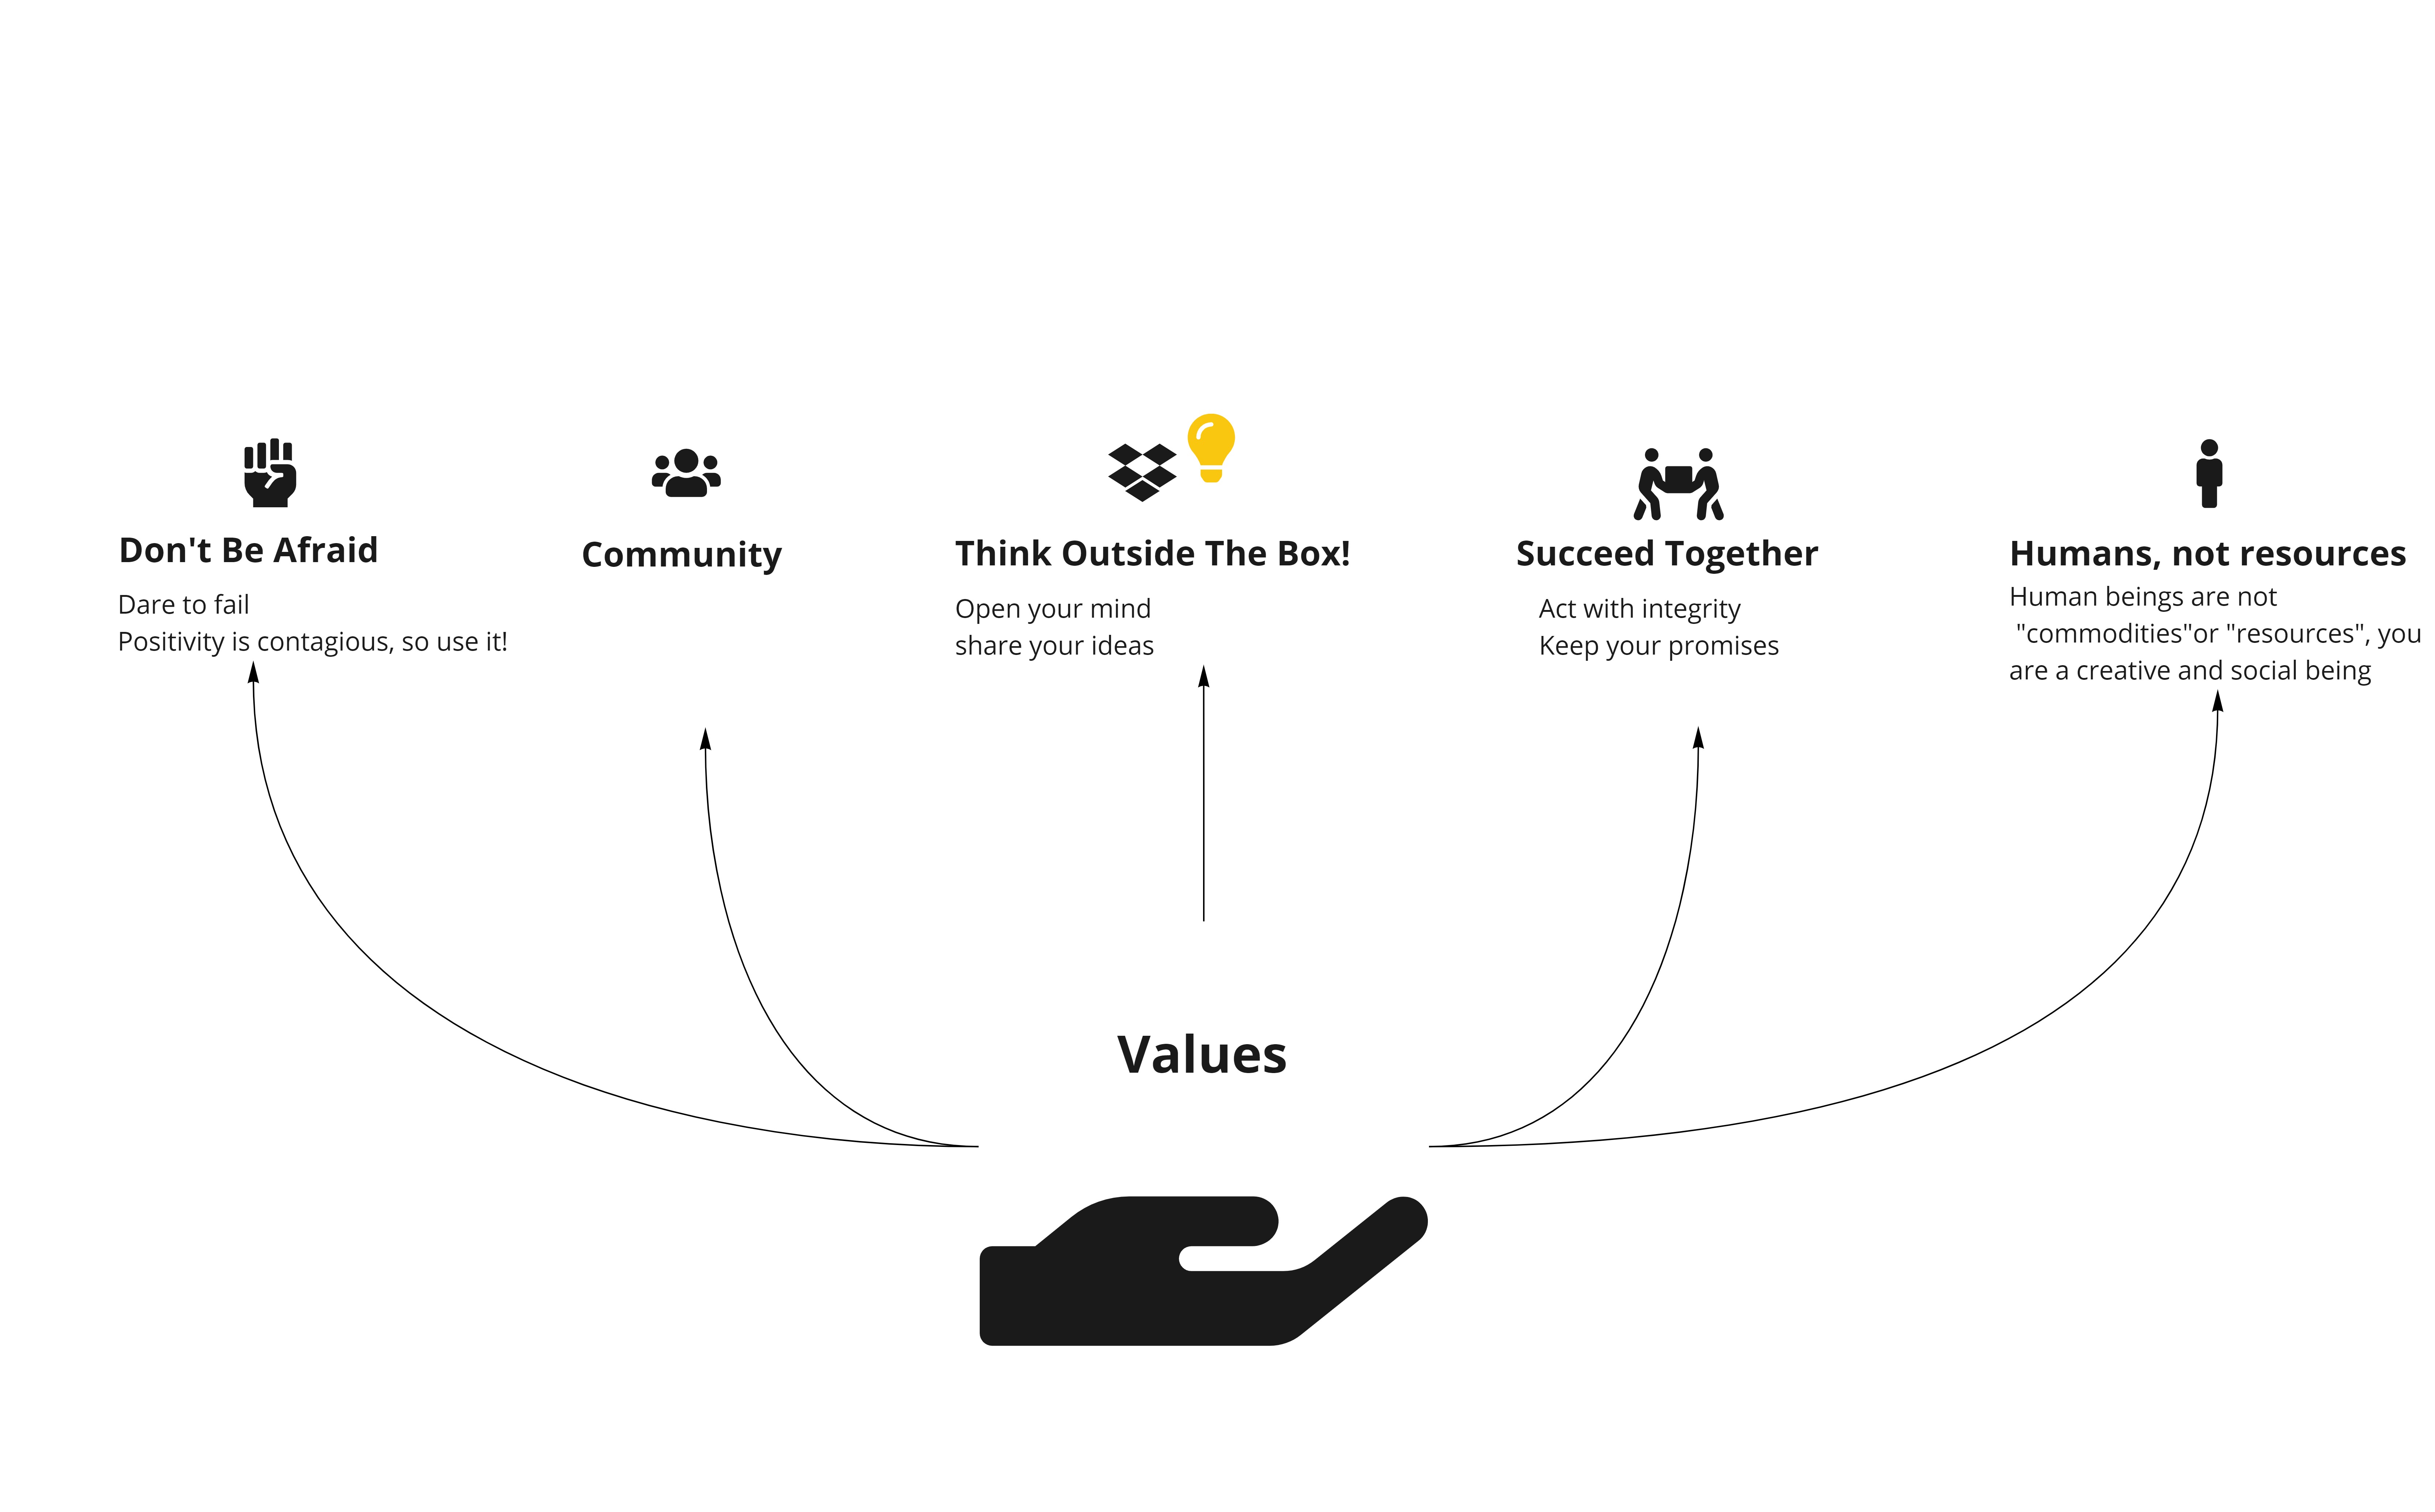 Don't Be Afraid
Dare to fail
Positivity is contagious, so use it!
Community
Think Outside The Box!
Open your mind
share your ideas
Succeed Together
Act with integrity
Keep your promises
Humans, not resources
Human beings are not
"commodities"or "resources", you
are a creative and social being
Values